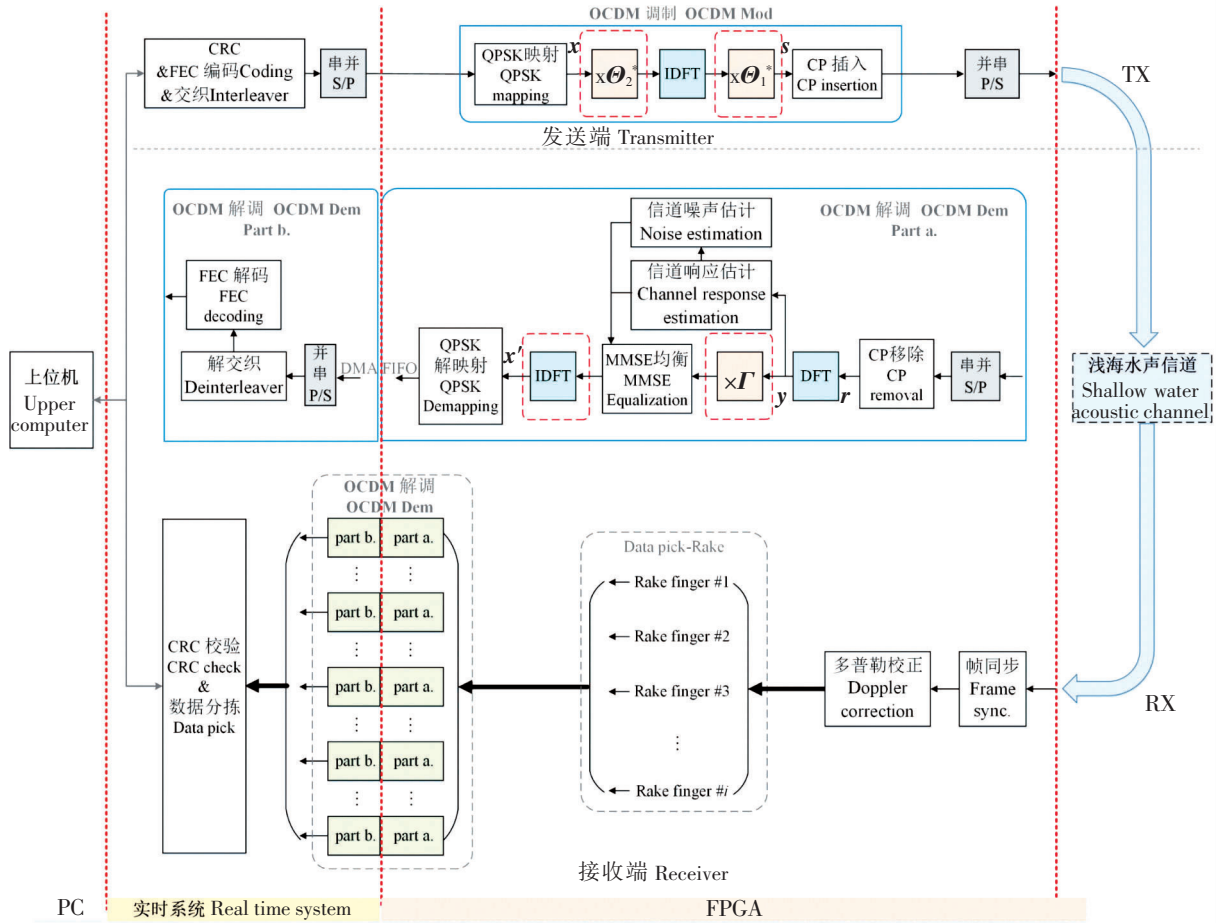 OCDM 调制 OCDM Mod
CRC
&FEC 编码Coding
&交织Interleaver
串并
S/P
QPSK映射
QPSK
mapping
x
xΘ₂*
IDFT
xΘ₁*
s
CP 插入
CP insertion
并串
P/S
TX
发送端 Transmitter
OCDM 解调 OCDM Dem
Part b.
OCDM 解调 OCDM Dem
Part a.
信道噪声估计
Noise estimation
信道响应估计
Channel response
estimation
FEC 解码
FEC
decoding
解交织
Deinterleaver
并
串
P/S
DMA FIFO
QPSK
解映射
QPSK
Demapping
x′
IDFT
MMSE均衡
MMSE
Equalization
×Γ
y
DFT
r
CP移除
CP
removal
串并
S/P
上位机
Upper
computer
浅海水声信道
Shallow water
acoustic channel
OCDM 解调
OCDM Dem
part b.
part a.
⋮
⋮
part b.
part a.
⋮
⋮
part b.
part a.
⋮
⋮
part b.
part a.
⋮
⋮
part b.
part a.
Data pick-Rake
Rake finger #1
Rake finger #2
Rake finger #3
⋮
Rake finger #i
CRC 校验
CRC check
&
数据分拣
Data pick
多普勒校正
Doppler
correction
帧同步
Frame
sync.
RX
接收端 Receiver
PC
实时系统 Real time system
FPGA